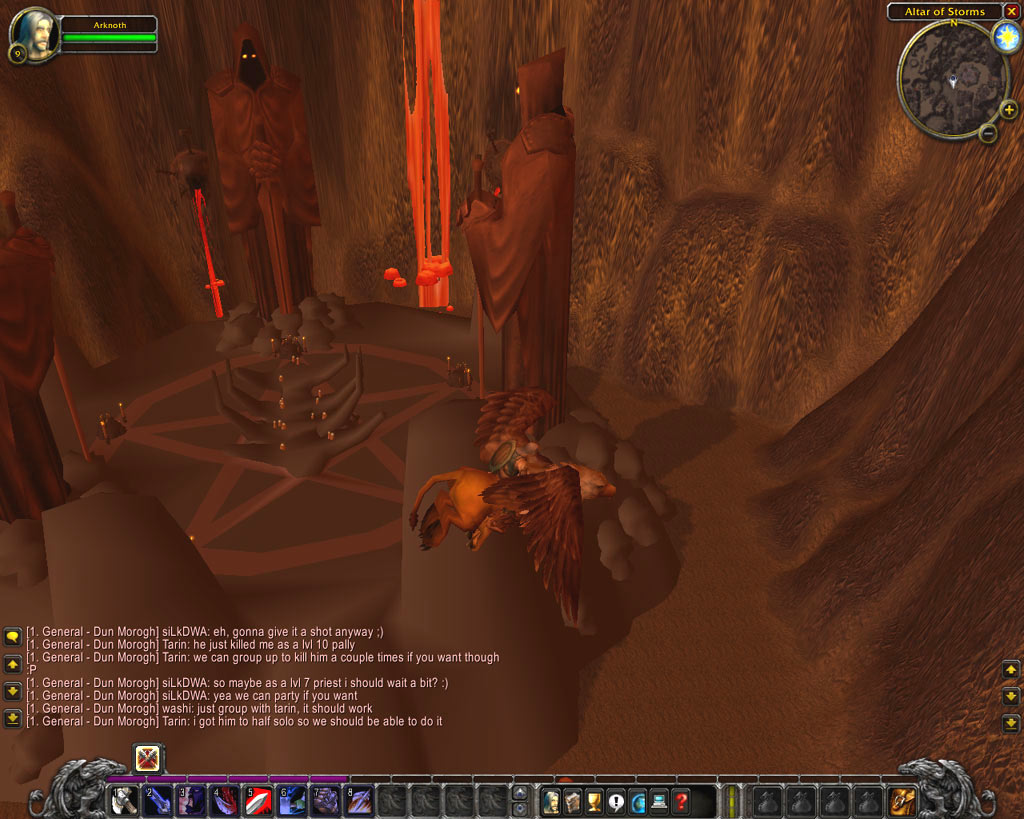 Arknoth
9
Altar of Storms
N
[1. General - Dun Morogh] siLkDWA: eh, gonna give it a shot anyway ;)
[1. General - Dun Morogh] Tarin: he just killed me as a lvl 10 pally
[1. General - Dun Morogh] Tarin: we can group up to kill him a couple times if you want though
:P
[1. General - Dun Morogh] siLkDWA: so maybe as a lvl 7 priest i should wait a bit? :)
[1. General - Dun Morogh] siLkDWA: yea we can party if you want
[1. General - Dun Morogh] washi: just group with tarin, it should work
[1. General - Dun Morogh] Tarin: i got him to half solo so we should be able to do it
1 2 3 4 5 6 7 8